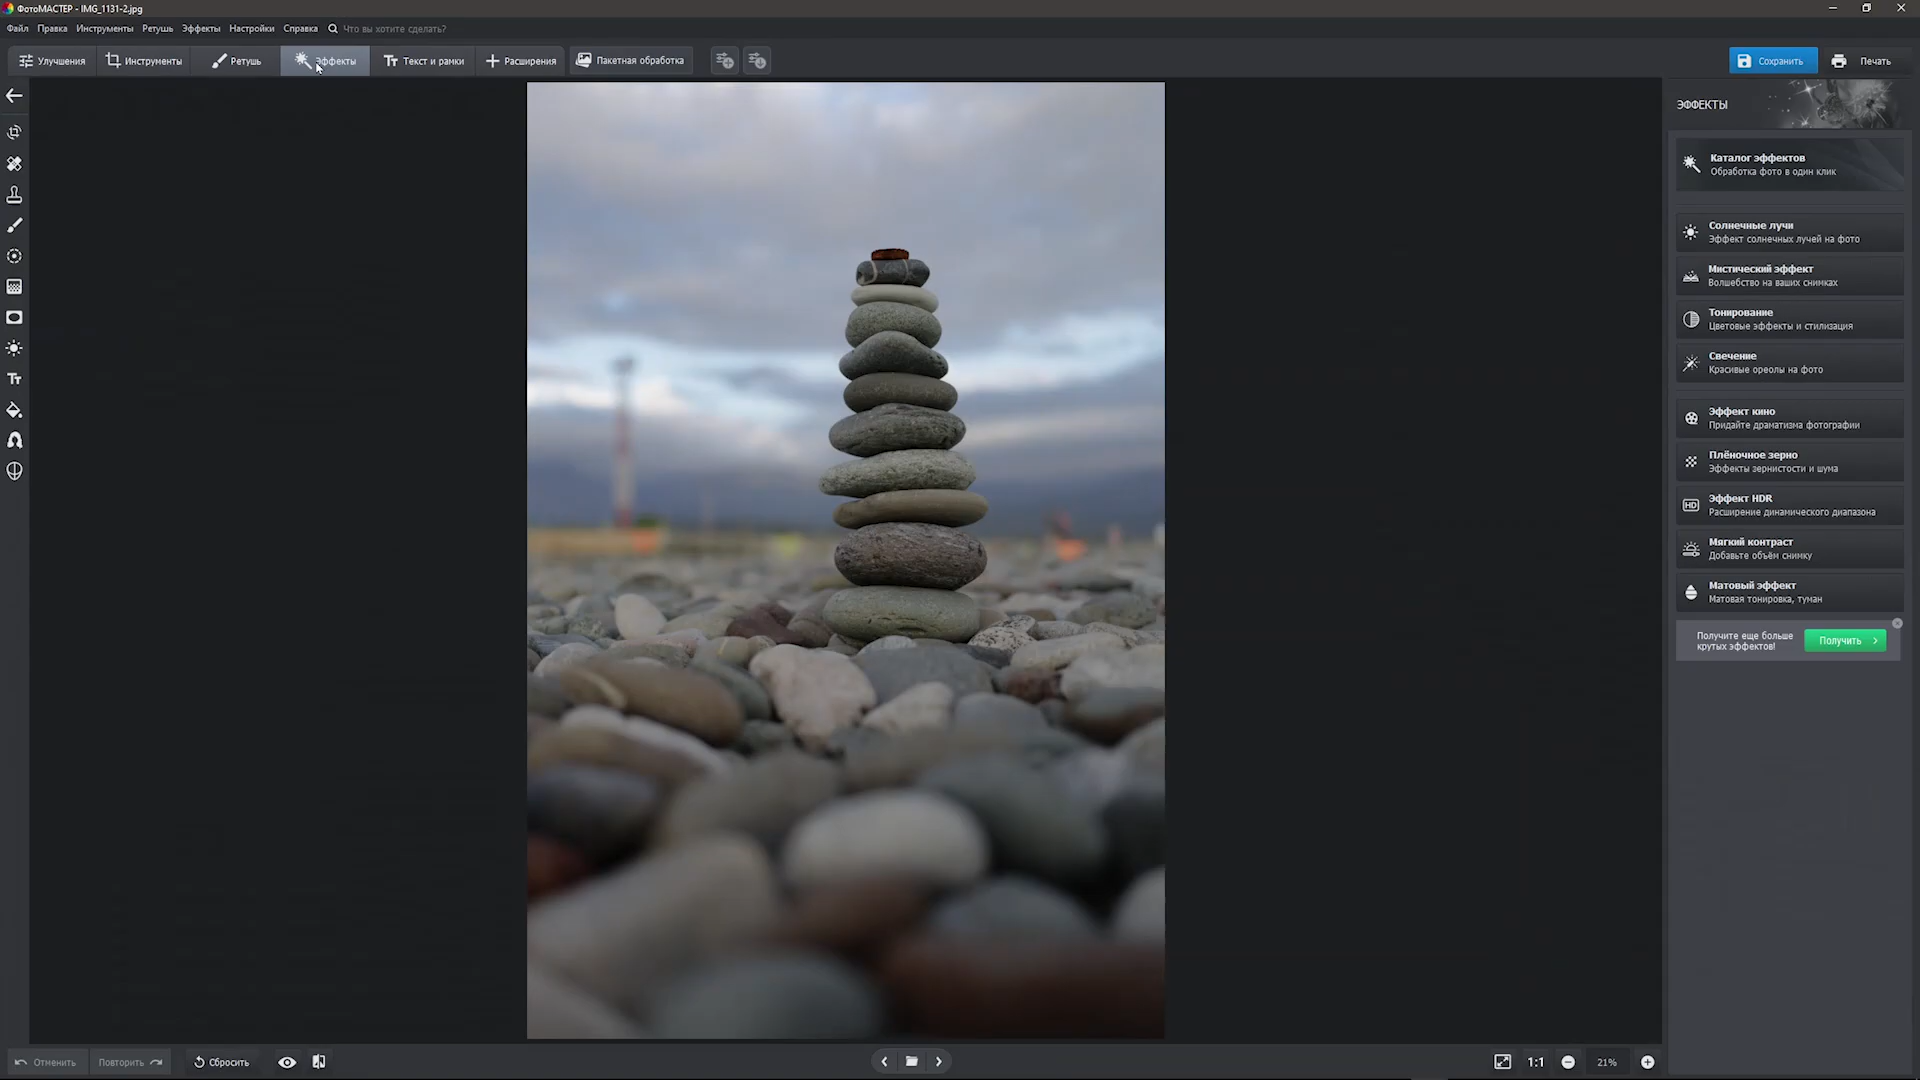 ФотоМАСТЕР - IMG_1131-2.jpg
Файл Правка Инструменты Ретушь Эффекты Настройки Справка Что вы хотите сделать?
Улучшения Инструменты Ретушь Эффекты Текст и рамки Расширения Пакетная обработка Сохранить Печать
ЭФФЕКТЫ
Каталог эффектов
Обработка фото в один клик
Солнечные лучи
Эффект солнечных лучей на фото
Мистический эффект
Волшебство на ваших снимках
Тонирование
Цветовые эффекты и стилизация
Свечение
Красивые ореолы на фото
Эффект кино
Придайте драматизма фотографии
Плёночное зерно
Эффекты зернистости и шума
HD Эффект HDR
Расширение динамического диапазона
Мягкий контраст
Добавьте объём снимку
Матовый эффект
Матовая тонировка, туман
Получите еще больше
крутых эффектов!
Получить
Отменить Повторить Сбросить 1:1 21%